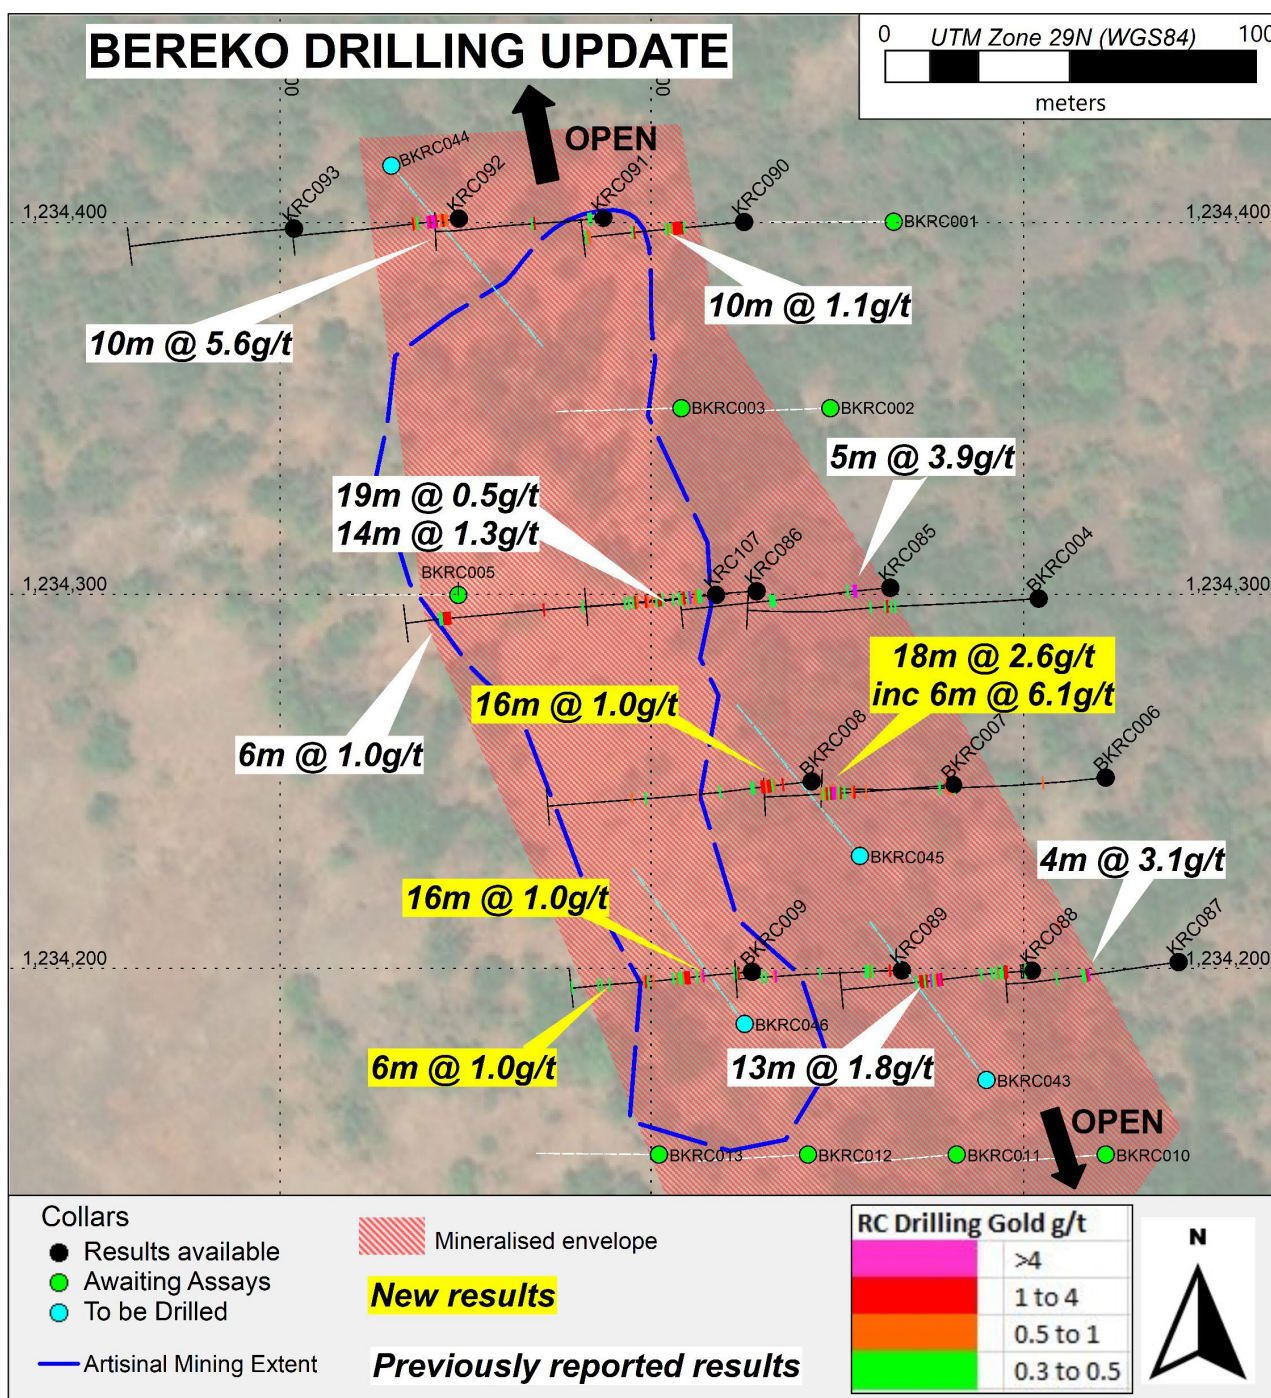 BEREKO DRILLING UPDATE
0 UTM Zone 29N (WGS84) 100
meters
00
00
OPEN
BKRC044
KRC093
KRC092
KRC091
KRC090
1,234,400
1,234,400
BKRC001
10m @ 5.6g/t
10m @ 1.1g/t
BKRC003
BKRC002
5m @ 3.9g/t
19m @ 0.5g/t
14m @ 1.3g/t
KRC107
KRC086
KRC085
BKRC004
BKRC005
1,234,300
1,234,300
18m @ 2.6g/t
inc 6m @ 6.1g/t
16m @ 1.0g/t
6m @ 1.0g/t
BKRC008
BKRC007
BKRC006
BKRC045
4m @ 3.1g/t
16m @ 1.0g/t
BKRC009
KRC089
KRC088
KRC087
1,234,200
1,234,200
BKRC046
6m @ 1.0g/t
13m @ 1.8g/t
BKRC043
OPEN
BKRC013
BKRC012
BKRC011
BKRC010
Collars
Results available
Awaiting Assays
To be Drilled
Artisinal Mining Extent
Mineralised envelope
New results
Previously reported results
RC Drilling Gold g/t
>4
1 to 4
0.5 to 1
0.3 to 0.5
N